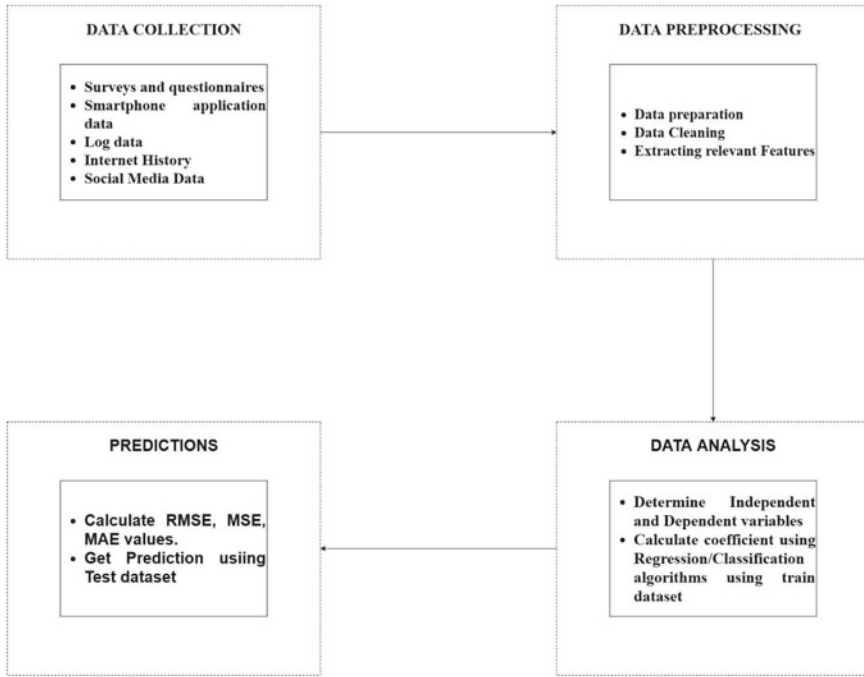 DATA COLLECTION
• Surveys and questionnaires
• Smartphone application
data
• Log data
• Internet History
• Social Media Data
DATA PREPROCESSING
• Data preparation
• Data Cleaning
• Extracting relevant Features
DATA ANALYSIS
• Determine Independent
and Dependent variables
• Calculate coefficient using
Regression/Classification
algorithms using train
dataset
PREDICTIONS
• Calculate RMSE, MSE,
MAE values.
• Get Prediction usiing
Test dataset